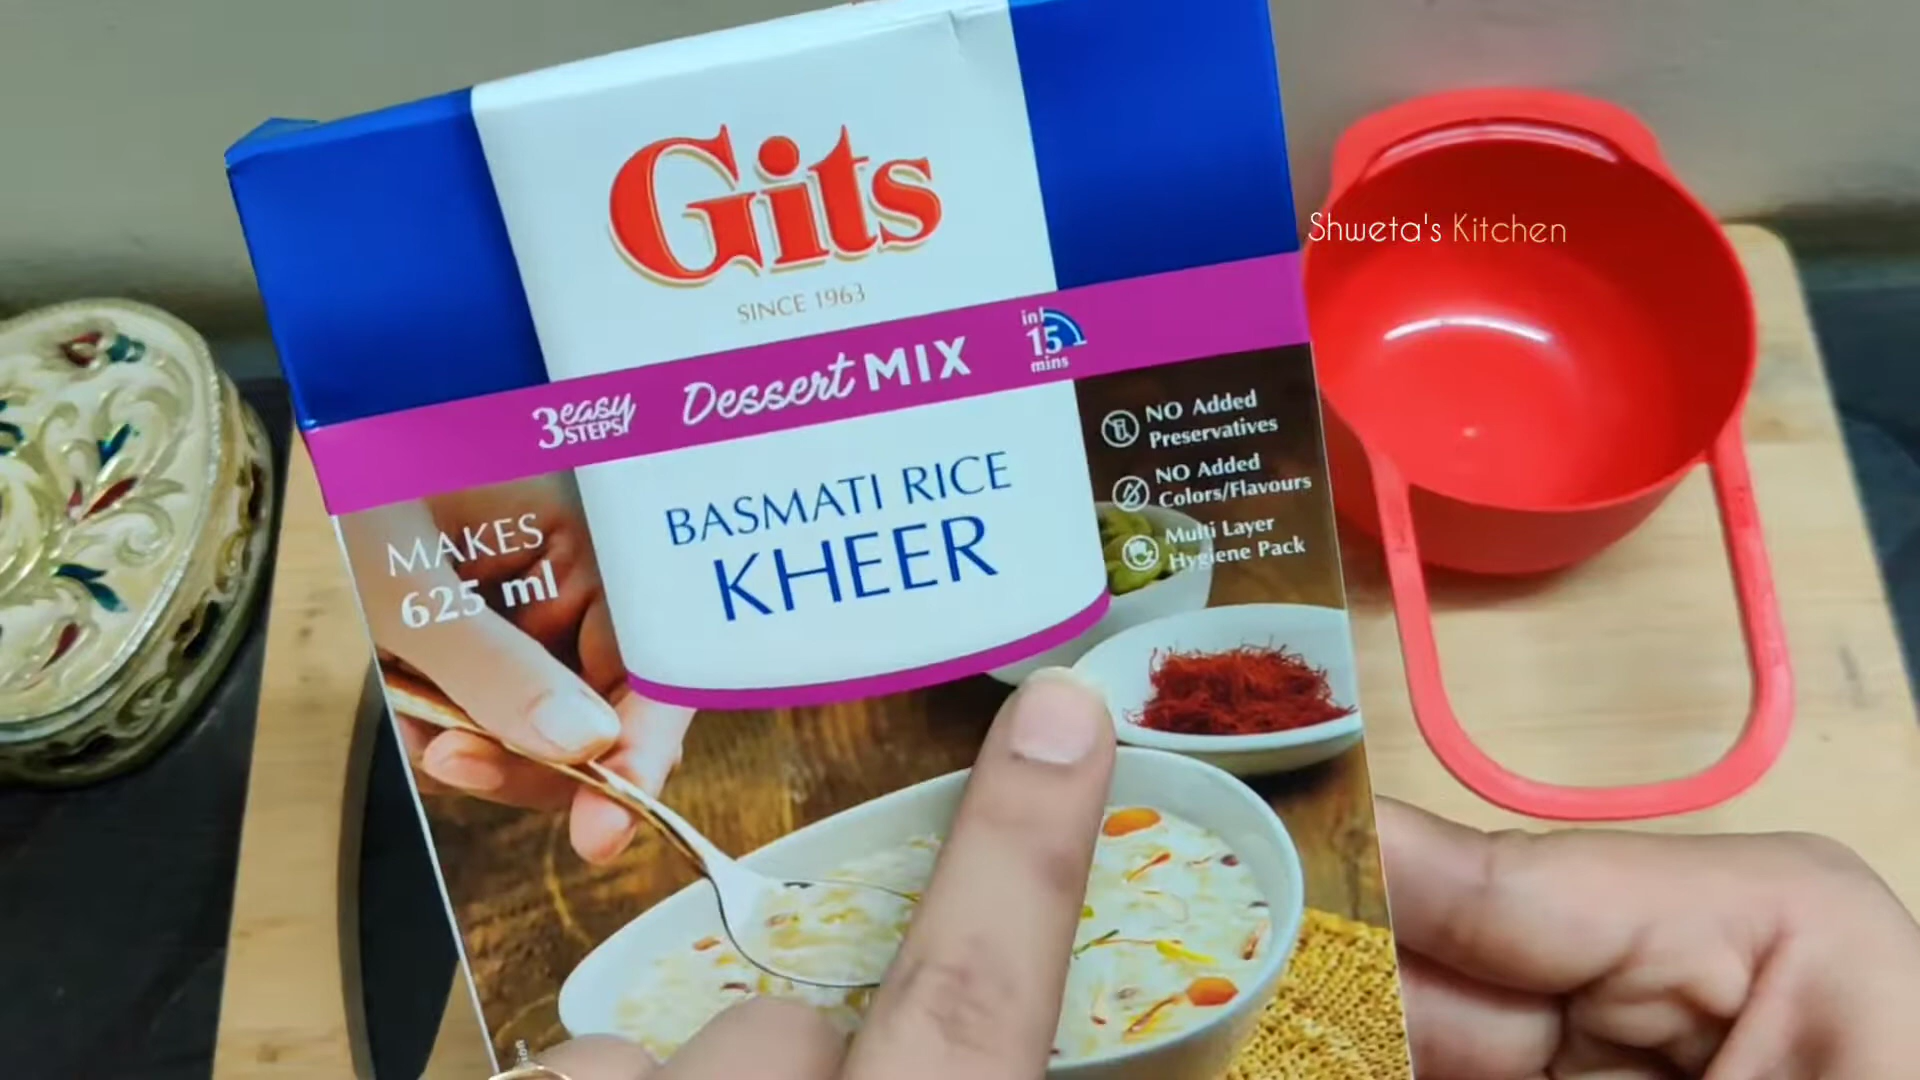 Gits
SINCE 1963
3 easy STEPS!
Dessert MIX
in 15 mins
BASMATI RICE
KHEER
MAKES
625 ml
NO Added
Preservatives
NO Added
Colors/Flavours
Multi Layer
Hygiene Pack
Shweta's Kitchen